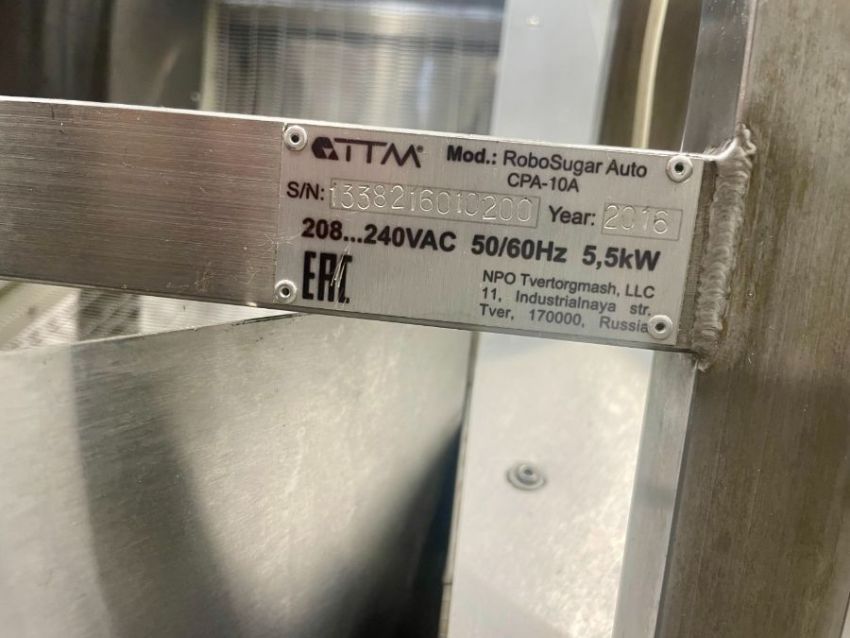 TTM® Mod.: RoboSugar Auto
CPA-10A
S/N: 1338216010200 Year: 2016
208...240VAC 50/60Hz 5,5kW
EAC
NPO Tvertorgmash, LLC
11, Industrialnaya str.
Tver, 170000, Russia